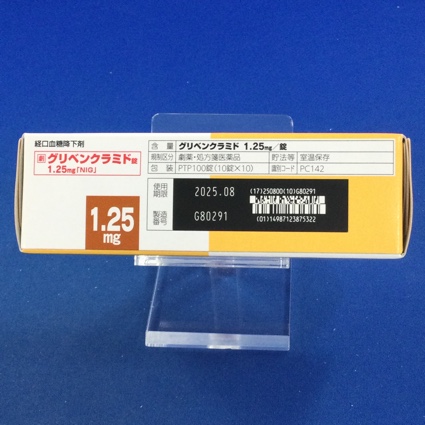 経口血糖降下剤
劇 グリベンクラミド錠
1.25mg「NIG」
1.25
mg
含 量 グリベンクラミド 1.25mg/錠
規制区分 劇薬・処方箋医薬品 貯法等 室温保存
包 装 PTP100錠(10錠×10) 識別コード PC142
使用
期限 2025.08
製造
番号 G80291
(17)250800(10)G80291
(01)14987123875322